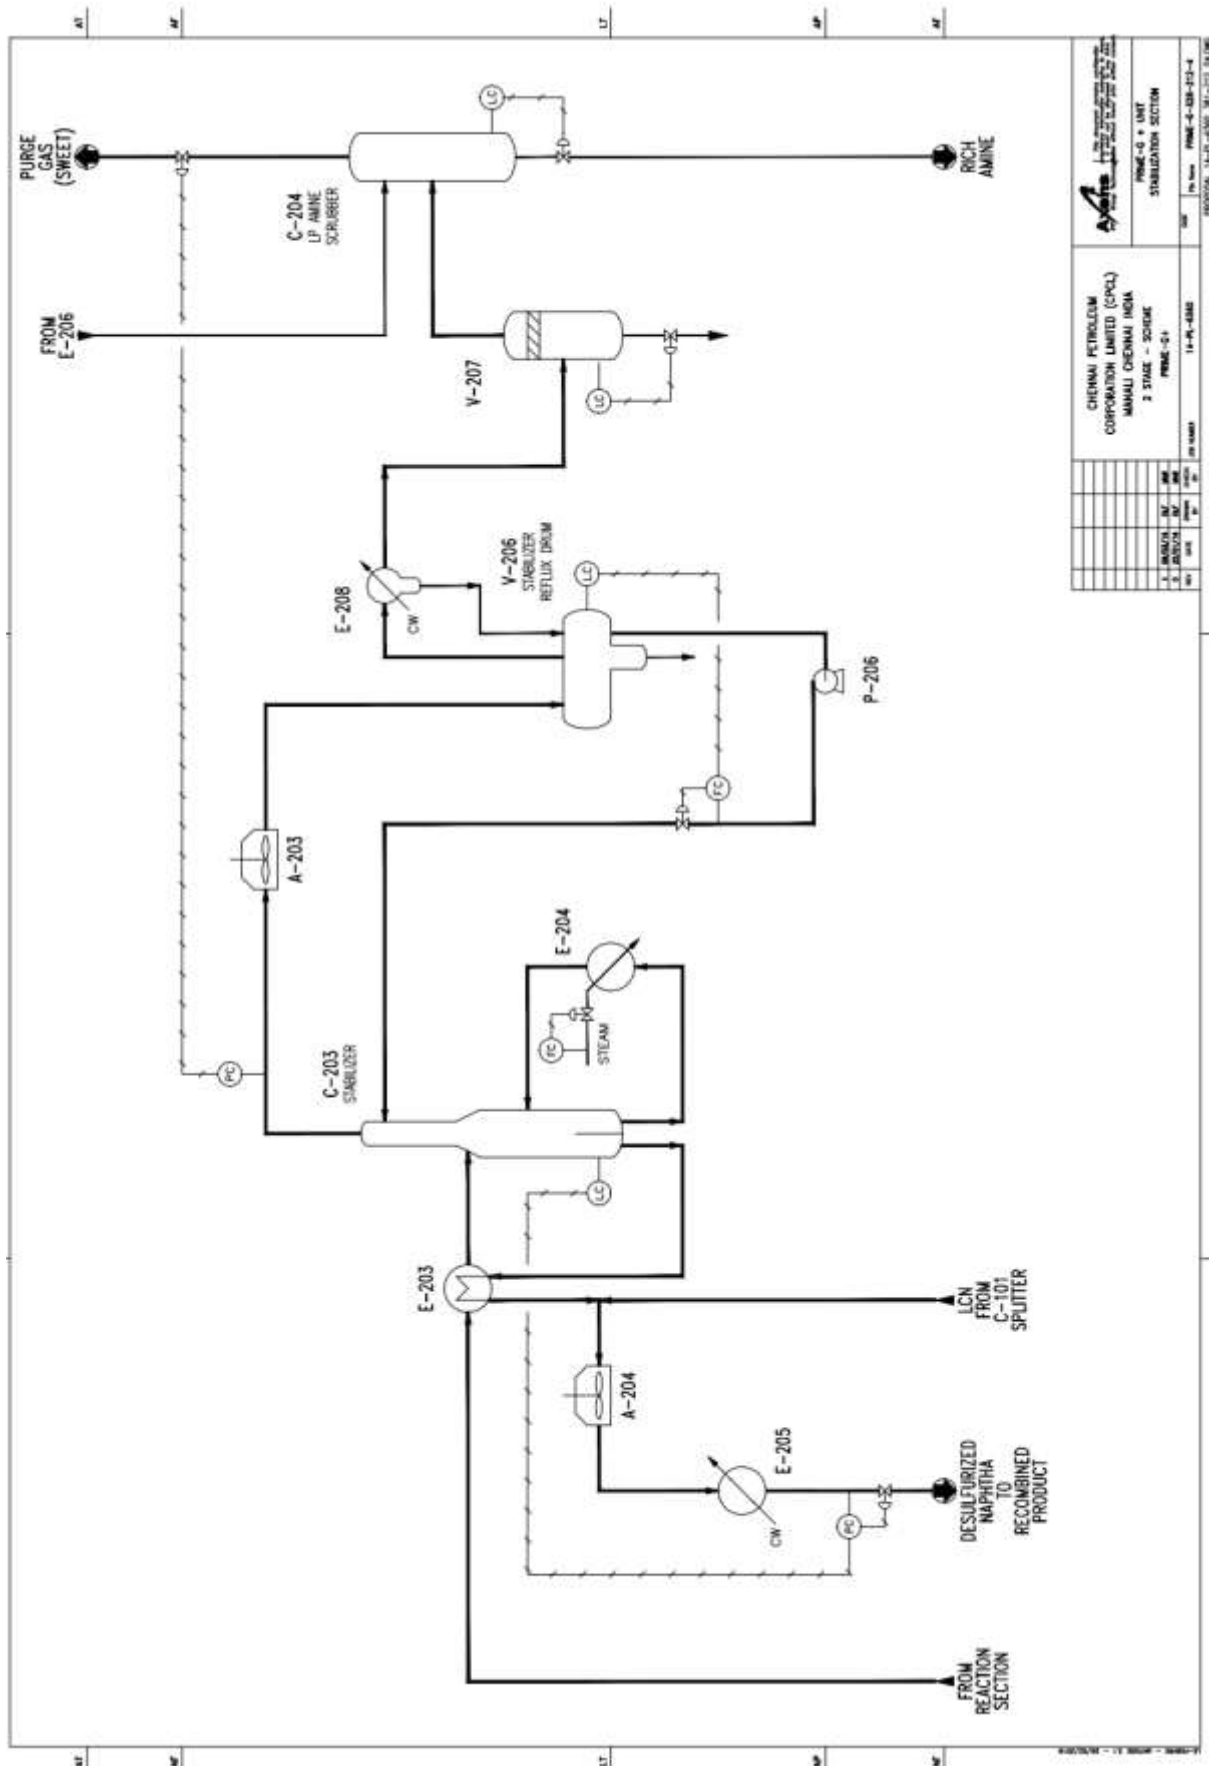 PURGE
GAS
(SWEET)
FROM
E-206
C-204
LP AMINE
SCRUBBER
LC
RICH
AMINE
V-207
LC
E-208
CW
V-206
STABILIZER
REFLUX DRUM
LC
P-206
FC
A-203
E-204
FC
STEAM
PC
C-203
STABILIZER
LC
E-203
LCN
FROM
C-101
SPLITTER
A-204
E-205
CW
PC
DESULFURIZED
NAPHTHA
TO
RECOMBINED
PRODUCT
FROM
REACTION
SECTION
Axens
PRIME-G + UNIT
STABILIZATION SECTION
CHENNAI PETROLEUM
CORPORATION LIMITED (CPCL)
MANALI CHENNAI INDIA
2 STAGE - SCHEME
PRIME-G+
REV
DATE